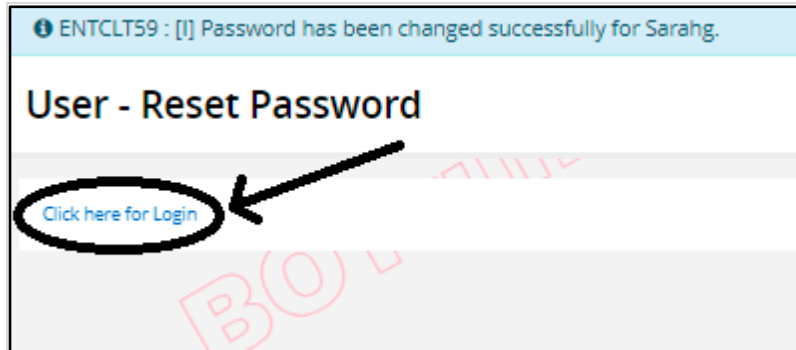 ENTCLT59 : [I] Password has been changed successfully for Sarahg.
User - Reset Password
Click here for Login